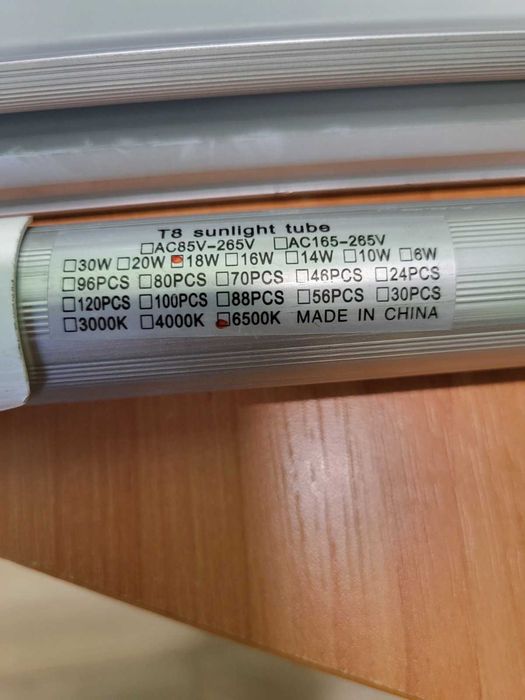 T8 sunlight tube
□AC85V-265V □AC165-265V
□30W □20W □18W □16W □14W □10W □6W
□96PCS □80PCS □70PCS □46PCS □24PCS
□120PCS □100PCS □88PCS □56PCS □30PCS
□3000K □4000K □6500K MADE IN CHINA